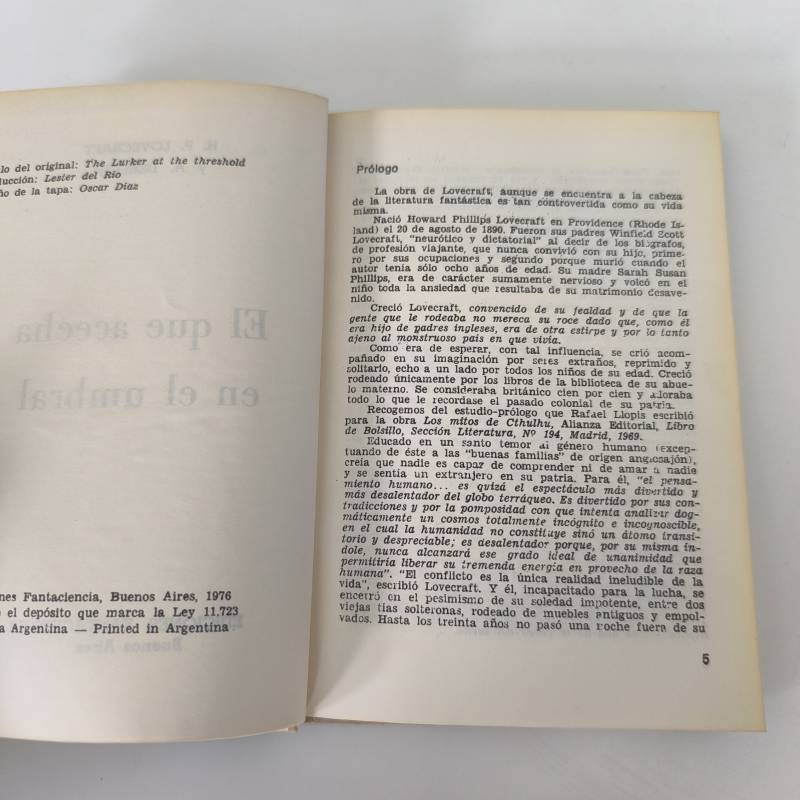 lo del original: The Lurker at the threshold
ucción: Lester del Rio
ño de la tapa: Oscar Díaz
H. P. LOVECRAFT
El que acecha
en el umbral
nes Fantaciencia, Buenos Aires, 1976
el depósito que marca la Ley 11.723
a Argentina — Printed in Argentina
Buenos Aires
Prólogo
La obra de Lovecraft, aunque se encuentra a la cabeza
de la literatura fantástica es tan controvertida como su vida
misma.
Nació Howard Phillips Lovecraft en Providence (Rhode Is-
land) el 20 de agosto de 1890. Fueron sus padres Winfield Scott
Lovecraft, "neurótico y dictatorial" al decir de los biógrafos,
de profesión viajante, que nunca convivió con su hijo, prime-
ro por sus ocupaciones y segundo porque murió cuando el
autor tenia sólo ocho años de edad. Su madre Sarah Susan
Phillips, era de carácter sumamente nervioso y volcó en el
niño toda la ansiedad que resultaba de su matrimonio desave-
nido.
Creció Lovecraft, convencido de su fealdad y de que la
gente que le rodeaba no merecía su roce dado que, como él
era hijo de padres ingleses, era de otra estirpe y por lo tanto
ajeno al monstruoso país en que vivía.
Como era de esperar, con tal influencia, se crió acom-
pañado en su imaginación por seres extraños, reprimido y
solitario, echo a un lado por todos los niños de su edad. Creció
rodeado únicamente por los libros de la biblioteca de su abue-
lo materno. Se consideraba británico cien por cien y adoraba
todo lo que le recordase el pasado colonial de su patria.
Recogemos del estudio-prólogo que Rafael Llopis escribió
para la obra Los mitos de Cthulhu, Alianza Editorial, Libro
de Bolsillo, Sección Literatura, Nº 194, Madrid, 1969.
Educado en un santo temor al género humano (excep-
tuando de éste a las "buenas familias" de origen anglosajón),
creía que nadie es capaz de comprender ni de amar a nadie
y se sentía un extranjero en su patria. Para él, "el pensa-
miento humano... es quizá el espectáculo más divertido y
más desalentador del globo terráqueo. Es divertido por sus con-
tradicciones y por la pomposidad con que intenta analizar dog-
máticamente un cosmos totalmente incógnito e incognoscible,
en el cual la humanidad no constituye sinó un átomo transi-
torio y despreciable; es desalentador porque, por su misma ín-
dole, nunca alcanzará ese grado ideal de unanimidad que
permitiría liberar su tremenda energía en provecho de la raza
humana". "El conflicto es la única realidad ineludible de la
vida", escribió Lovecraft. Y él, incapacitado para la lucha, se
encerró en el pesimismo de su soledad impotente, entre dos
viejas tías solteronas, rodeado de muebles antiguos y empol-
vados. Hasta los treinta años no pasó una noche fuera de su
5